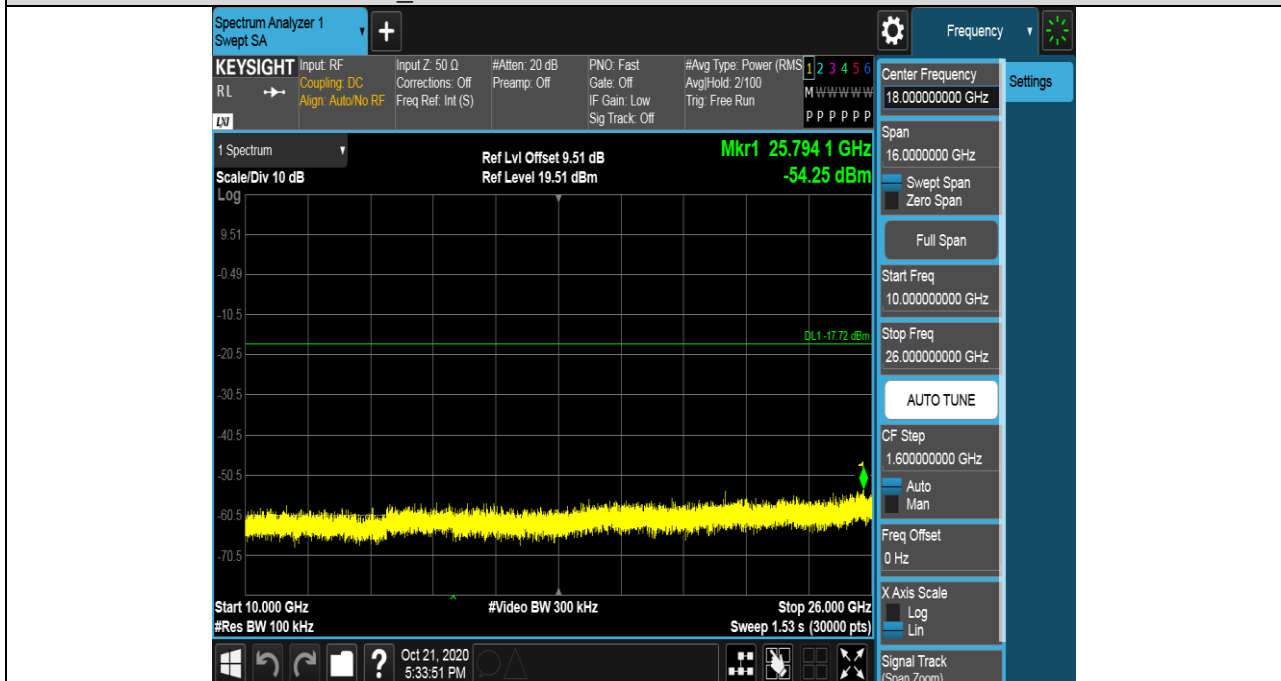 Spectrum Analyzer 1
Swept SA
+
Frequency
KEYSIGHT
RL
LXI
Input: RF
Coupling: DC
Align: Auto/No RF
Input Z: 50 Ω
Corrections: Off
Freq Ref: Int (S)
#Atten: 20 dB
Preamp: Off
PNO: Fast
Gate: Off
IF Gain: Low
Sig Track: Off
#Avg Type: Power (RMS
Avg|Hold: 2/100
Trig: Free Run
1 2 3 4 5 6
M W W W W W
P P P P P P
1 Spectrum
Scale/Div 10 dB
Log
Ref Lvl Offset 9.51 dB
Ref Level 19.51 dBm
Mkr1 25.794 1 GHz
-54.25 dBm
9.51
-0.49
-10.5
DL1 -17.72 dBm
-20.5
-30.5
-40.5
-50.5
1
-60.5
-70.5
Start 10.000 GHz
#Res BW 100 kHz
#Video BW 300 kHz
Stop 26.000 GHz
Sweep 1.53 s (30000 pts)
?
Oct 21, 2020
5:33:51 PM
Center Frequency
18.000000000 GHz
Span
16.0000000 GHz
Swept Span
Zero Span
Full Span
Start Freq
10.000000000 GHz
Stop Freq
26.000000000 GHz
AUTO TUNE
CF Step
1.600000000 GHz
Auto
Man
Freq Offset
0 Hz
X Axis Scale
Log
Lin
Signal Track
(Span Zoom)
Settings